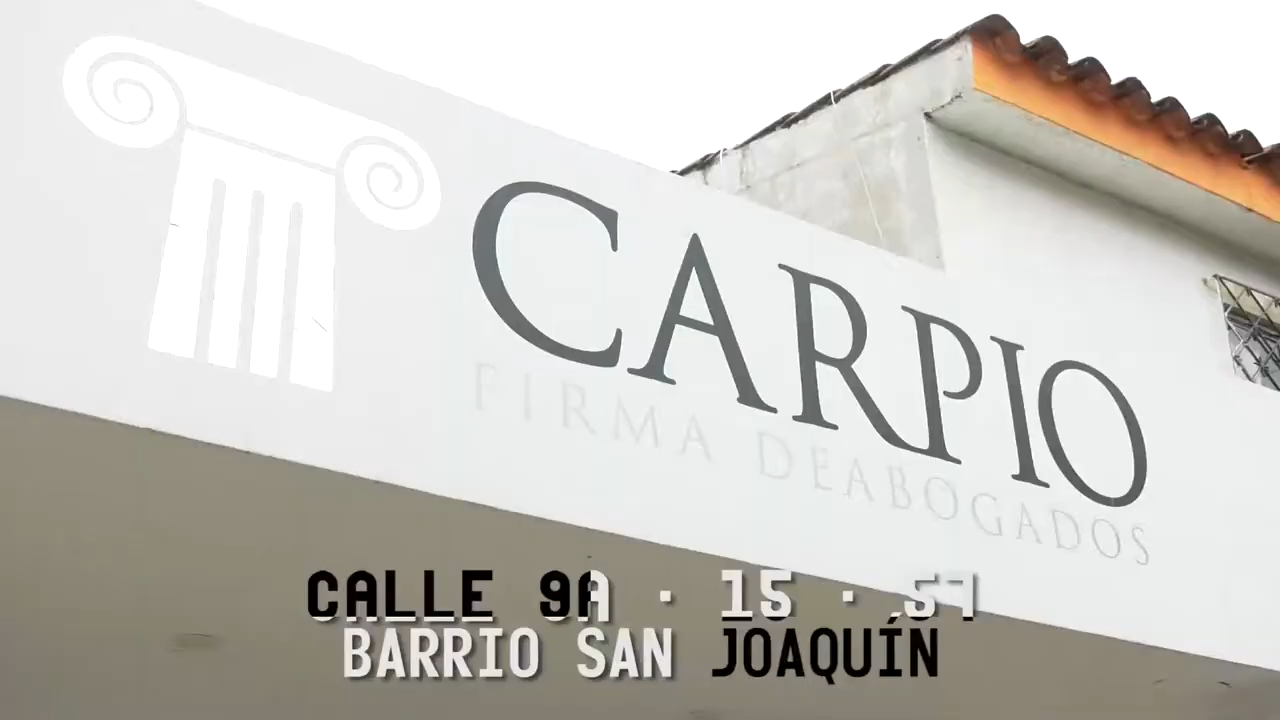 CARPIO
FIRMA DEABOGADOS
CALLE 9A · 15 · 57
BARRIO SAN JOAQUÍN